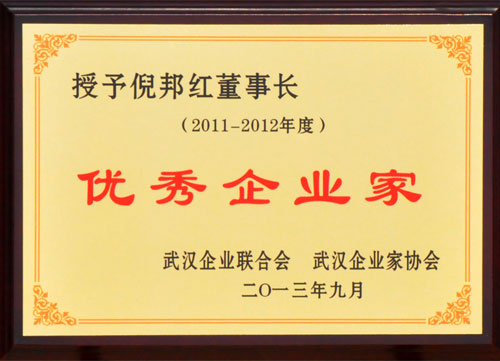 授予倪邦红董事长
（2011-2012年度）
优秀企业家
武汉企业联合会 武汉企业家协会
二〇一三年九月